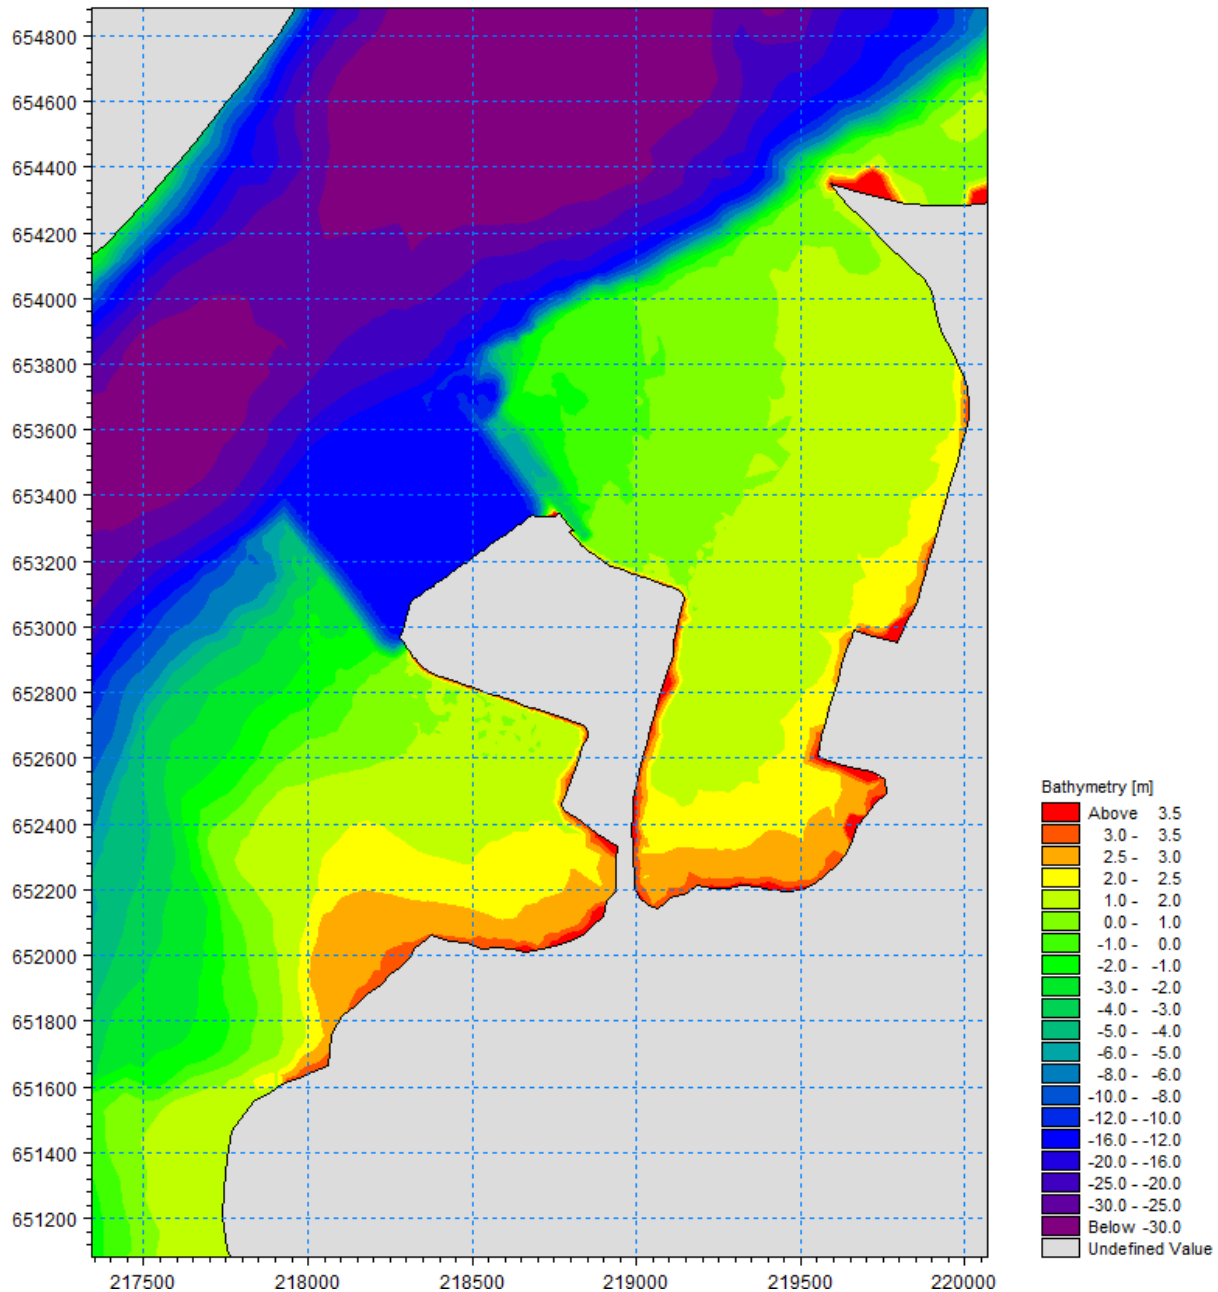 654800
654600
654400
654200
654000
653800
653600
653400
653200
653000
652800
652600
652400
652200
652000
651800
651600
651400
651200
217500 218000 218500 219000 219500 220000
Bathymetry [m]
Above 3.5
3.0 - 3.5
2.5 - 3.0
2.0 - 2.5
1.0 - 2.0
0.0 - 1.0
-1.0 - 0.0
-2.0 - -1.0
-3.0 - -2.0
-4.0 - -3.0
-5.0 - -4.0
-6.0 - -5.0
-8.0 - -6.0
-10.0 - -8.0
-12.0 - -10.0
-16.0 - -12.0
-20.0 - -16.0
-25.0 - -20.0
-30.0 - -25.0
Below -30.0
Undefined Value